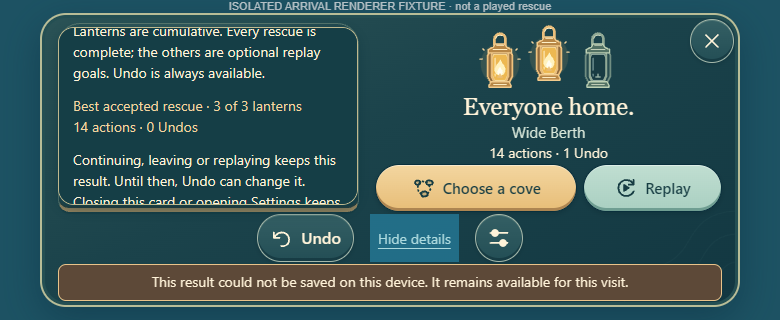 ISOLATED ARRIVAL RENDERER FIXTURE · not a played rescue
Lanterns are cumulative. Every rescue is
complete; the others are optional replay
goals. Undo is always available.
Best accepted rescue · 3 of 3 lanterns
14 actions · 0 Undos
Continuing, leaving or replaying keeps this
result. Until then, Undo can change it.
Closing this card or opening Settings keeps
Everyone home.
Wide Berth
14 actions · 1 Undo
Choose a cove
Replay
Undo
Hide details
This result could not be saved on this device. It remains available for this visit.